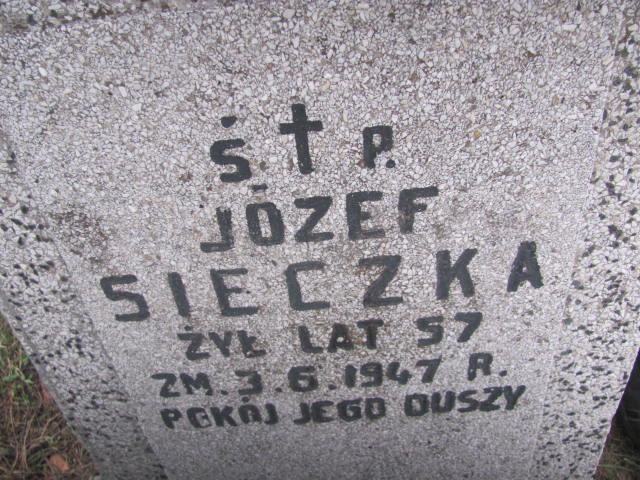 Ś † P.
JÓZEF
SIECZKA
ŻYŁ LAT 57
ZM. 3.6.1947 R.
POKÓJ JEGO DUSZY